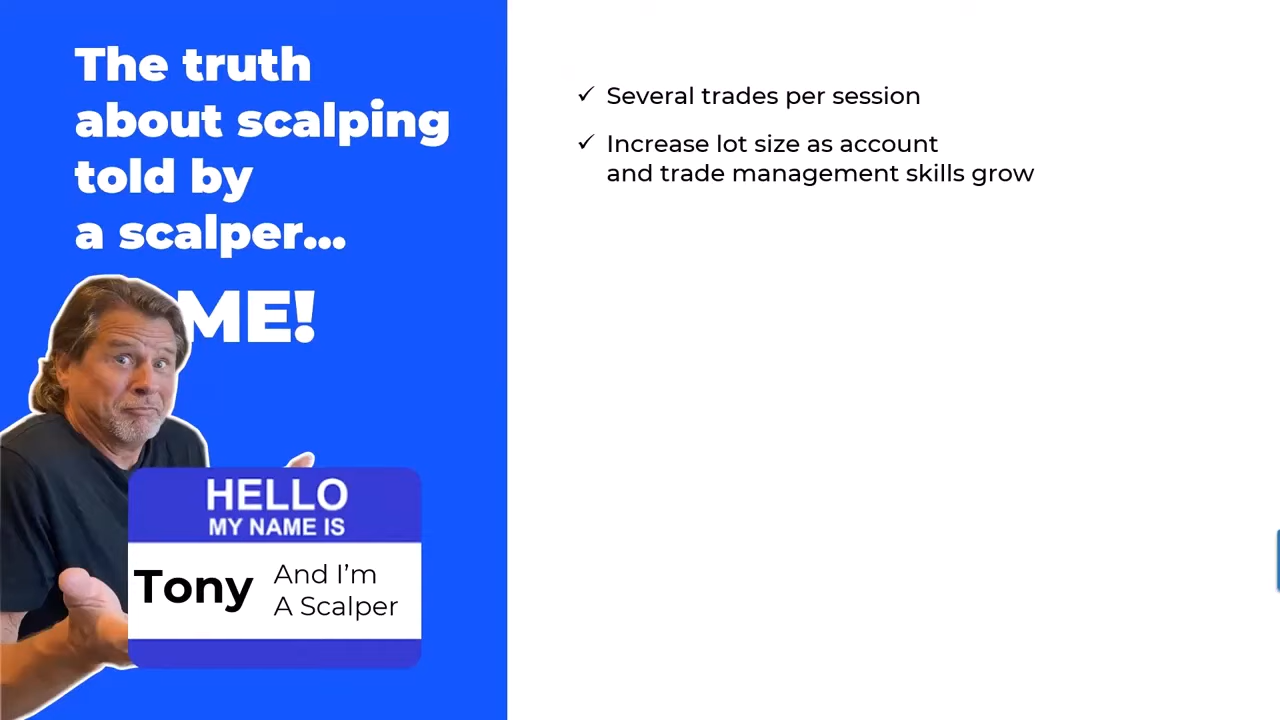 The truth
about scalping
told by
a scalper...
ME!
HELLO
MY NAME IS
Tony
And I’m
A Scalper
✓ Several trades per session
✓ Increase lot size as account
and trade management skills grow